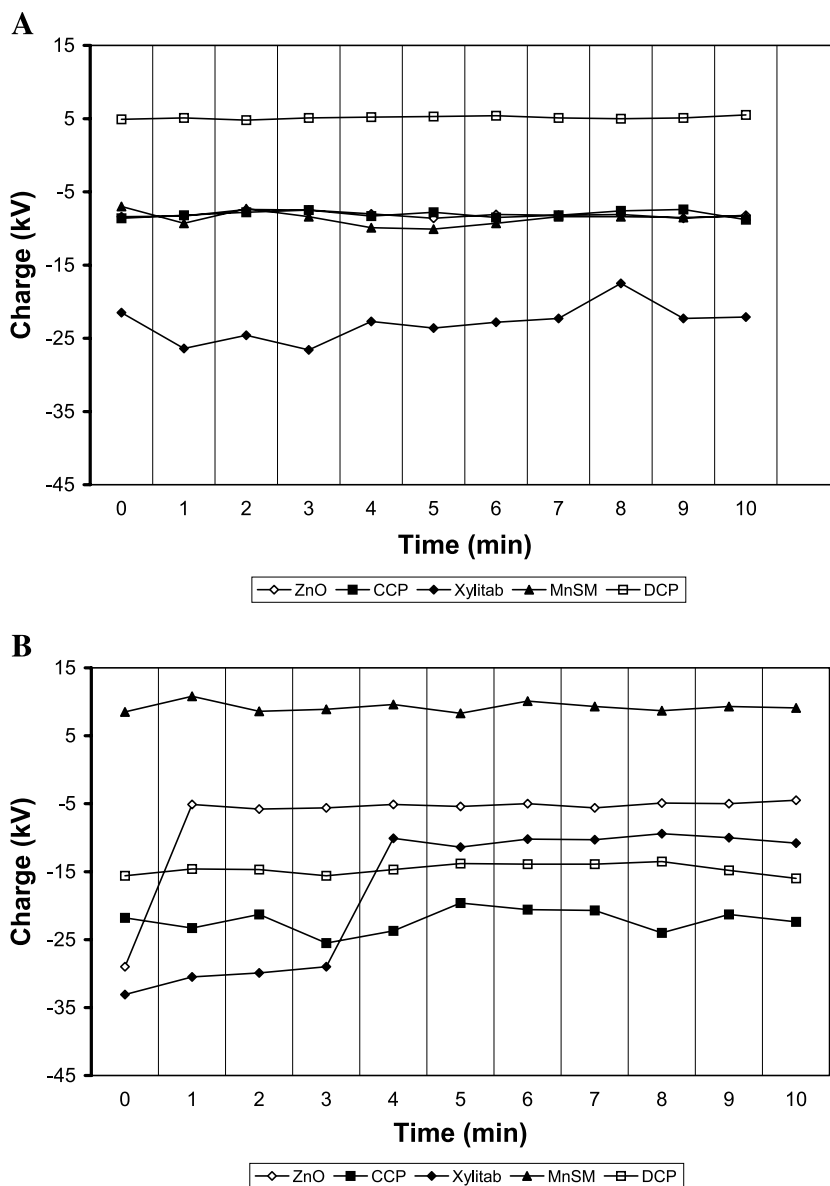 A
15
5
-5
-15
-25
-35
-45
Charge (kV)
0 1 2 3 4 5 6 7 8 9 10
Time (min)
ZnO CCP Xylitab MnSM DCP
B
15
5
-5
-15
-25
-35
-45
Charge (kV)
0 1 2 3 4 5 6 7 8 9 10
Time (min)
ZnO CCP Xylitab MnSM DCP